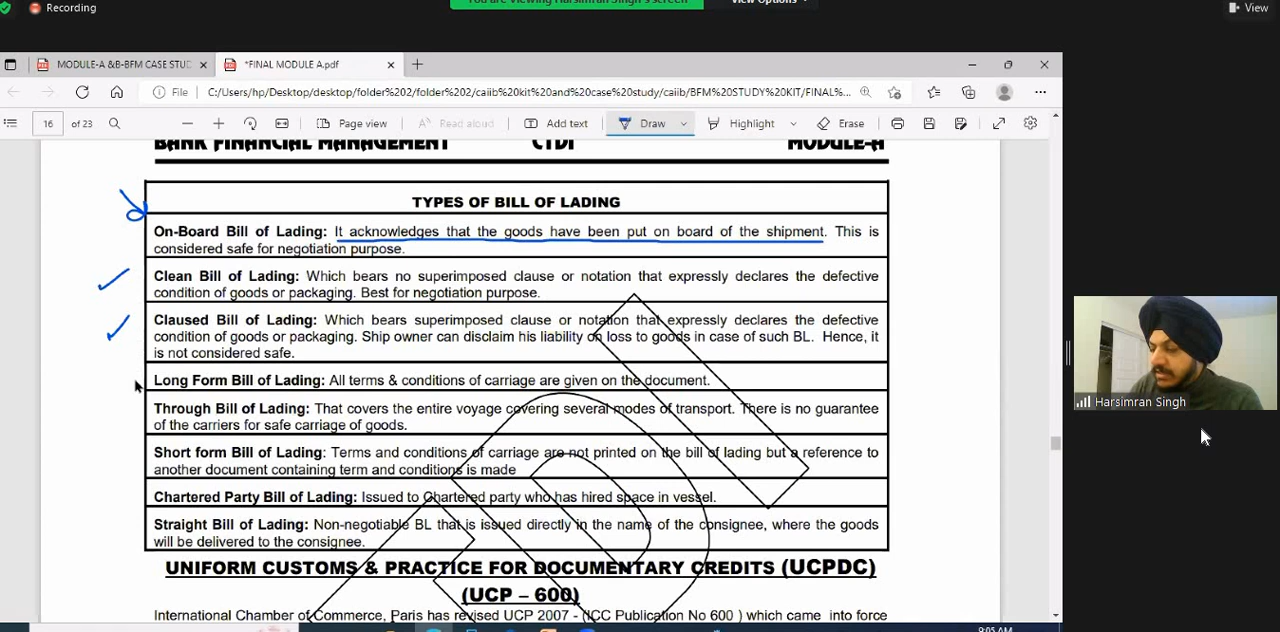 Recording
You are viewing Harsimran Singh's screen
View Options
View
MODULE-A &B-BFM CASE STUD
*FINAL MODULE A.pdf
File C:/Users/hp/Desktop/desktop/folder%202/folder%202/caiib%20kit%20and%20case%20study/caiib/BFM%20STUDY%20KIT/FINAL%...
16 of 23 Page view Read aloud Add text Draw Highlight Erase
BANK FINANCIAL MANAGEMENT CTDI MODULE-A
TYPES OF BILL OF LADING
On-Board Bill of Lading: It acknowledges that the goods have been put on board of the shipment. This is
considered safe for negotiation purpose.
Clean Bill of Lading: Which bears no superimposed clause or notation that expressly declares the defective
condition of goods or packaging. Best for negotiation purpose.
Claused Bill of Lading: Which bears superimposed clause or notation that expressly declares the defective
condition of goods or packaging. Ship owner can disclaim his liability on loss to goods in case of such BL. Hence, it
is not considered safe.
Long Form Bill of Lading: All terms & conditions of carriage are given on the document.
Through Bill of Lading: That covers the entire voyage covering several modes of transport. There is no guarantee
of the carriers for safe carriage of goods.
Short form Bill of Lading: Terms and conditions of carriage are not printed on the bill of lading but a reference to
another document containing term and conditions is made
Chartered Party Bill of Lading: Issued to Chartered party who has hired space in vessel.
Straight Bill of Lading: Non-negotiable BL that is issued directly in the name of the consignee, where the goods
will be delivered to the consignee.
UNIFORM CUSTOMS & PRACTICE FOR DOCUMENTARY CREDITS (UCPDC)
(UCP – 600)
International Chamber of Commerce, Paris has revised UCP 2007 - (ICC Publication No 600 ) which came into force
Harsimran Singh
9:05 AM